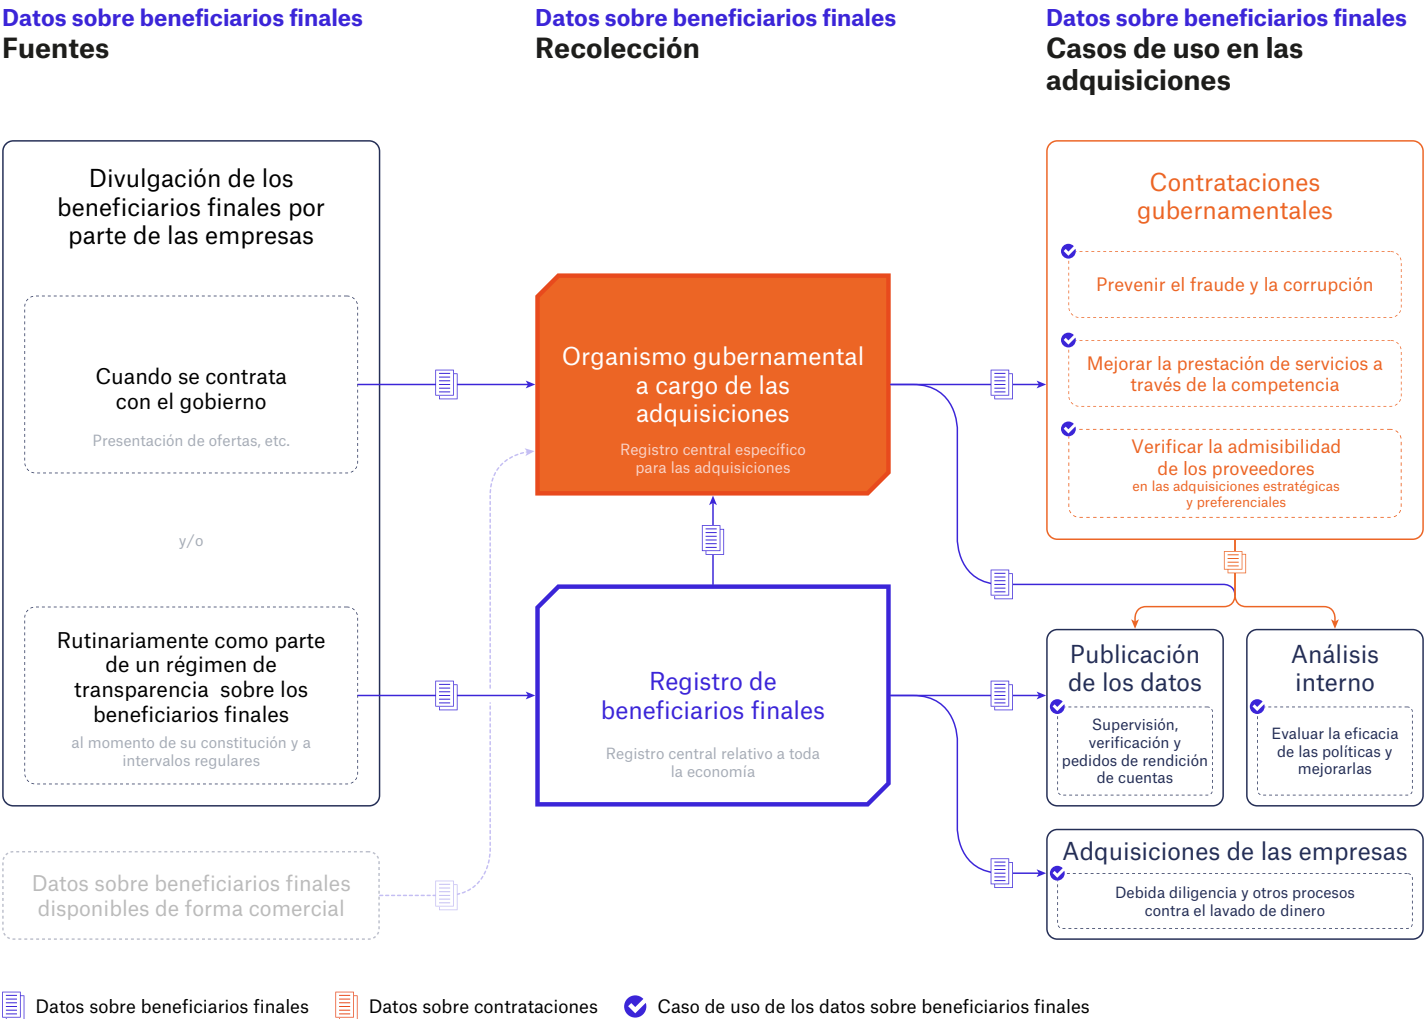 Datos sobre beneficiarios finales
Fuentes
Datos sobre beneficiarios finales
Recolección
Datos sobre beneficiarios finales
Casos de uso en las
adquisiciones
Divulgación de los
beneficiarios finales por
parte de las empresas
Cuando se contrata
con el gobierno
Presentación de ofertas, etc.
y/o
Rutinariamente como parte
de un régimen de
transparencia sobre los
beneficiarios finales
al momento de su constitución y a
intervalos regulares
Datos sobre beneficiarios finales
disponibles de forma comercial
Organismo gubernamental
a cargo de las
adquisiciones
Registro central específico
para las adquisiciones
Registro de
beneficiarios finales
Registro central relativo a toda
la economía
Contrataciones
gubernamentales
Prevenir el fraude y la corrupción
Mejorar la prestación de servicios a
través de la competencia
Verificar la admisibilidad
de los proveedores
en las adquisiciones estratégicas
y preferenciales
Publicación
de los datos
Supervisión,
verificación y
pedidos de rendición
de cuentas
Análisis
interno
Evaluar la eficacia
de las políticas y
mejorarlas
Adquisiciones de las empresas
Debida diligencia y otros procesos
contra el lavado de dinero
Datos sobre beneficiarios finales
Datos sobre contrataciones
Caso de uso de los datos sobre beneficiarios finales